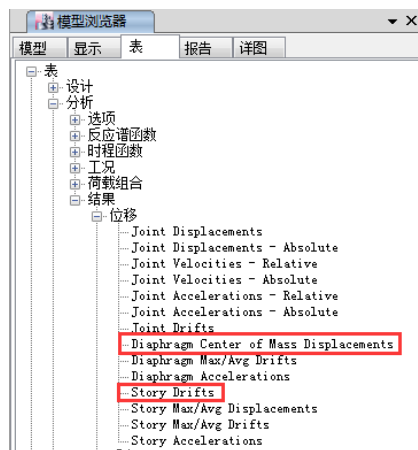 模型浏览器
模型 显示 表 报告 详图
表
设计
分析
选项
反应谱函数
时程函数
工况
荷载组合
结果
位移
Joint Displacements
Joint Displacements - Absolute
Joint Velocities - Relative
Joint Velocities - Absolute
Joint Accelerations - Relative
Joint Accelerations - Absolute
Joint Drifts
Diaphragm Center of Mass Displacements
Diaphragm Max/Avg Drifts
Diaphragm Accelerations
Story Drifts
Story Max/Avg Displacements
Story Max/Avg Drifts
Story Accelerations